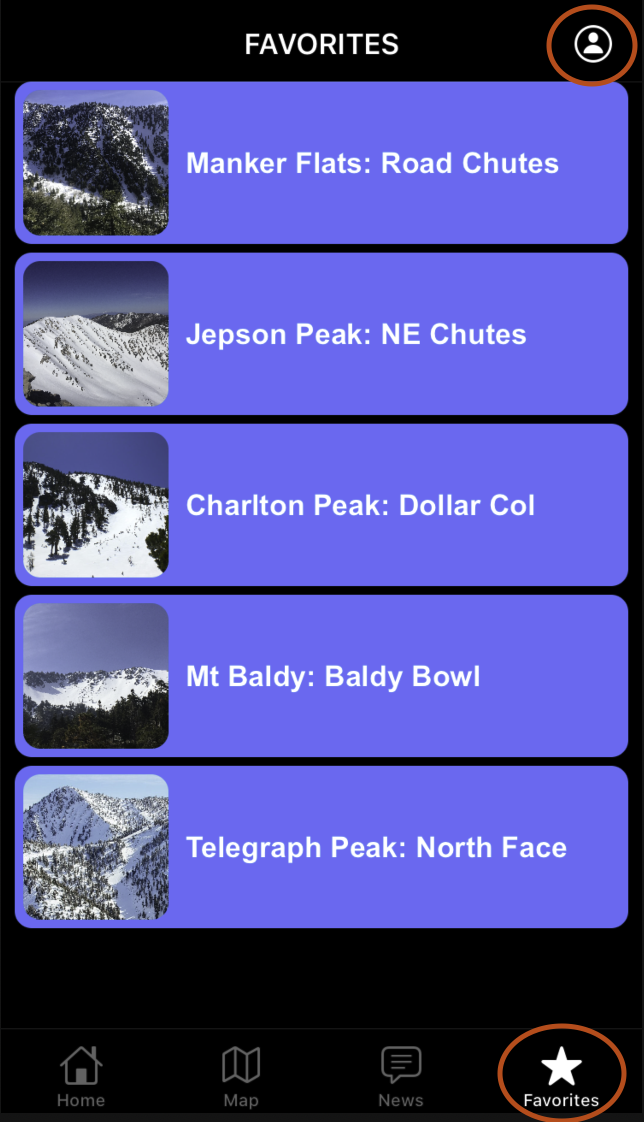 FAVORITES
Manker Flats: Road Chutes
Jepson Peak: NE Chutes
Charlton Peak: Dollar Col
Mt Baldy: Baldy Bowl
Telegraph Peak: North Face
Home Map News Favorites